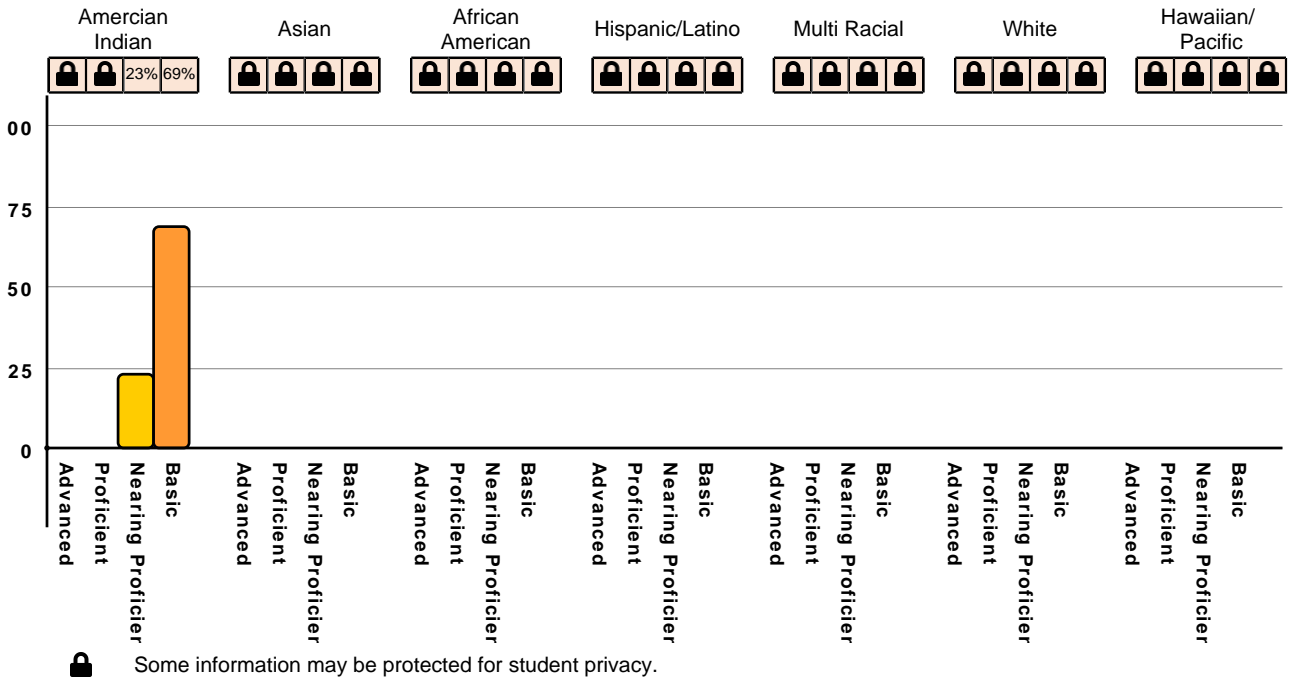 Amercian
Indian
Asian
African
American
Hispanic/Latino
Multi Racial
White
Hawaiian/
Pacific
23% 69%
00
75
50
25
0
Advanced
Proficient
Nearing Proficier
Basic
Advanced
Proficient
Nearing Proficier
Basic
Advanced
Proficient
Nearing Proficier
Basic
Advanced
Proficient
Nearing Proficier
Basic
Advanced
Proficient
Nearing Proficier
Basic
Advanced
Proficient
Nearing Proficier
Basic
Advanced
Proficient
Nearing Proficier
Basic
Some information may be protected for student privacy.